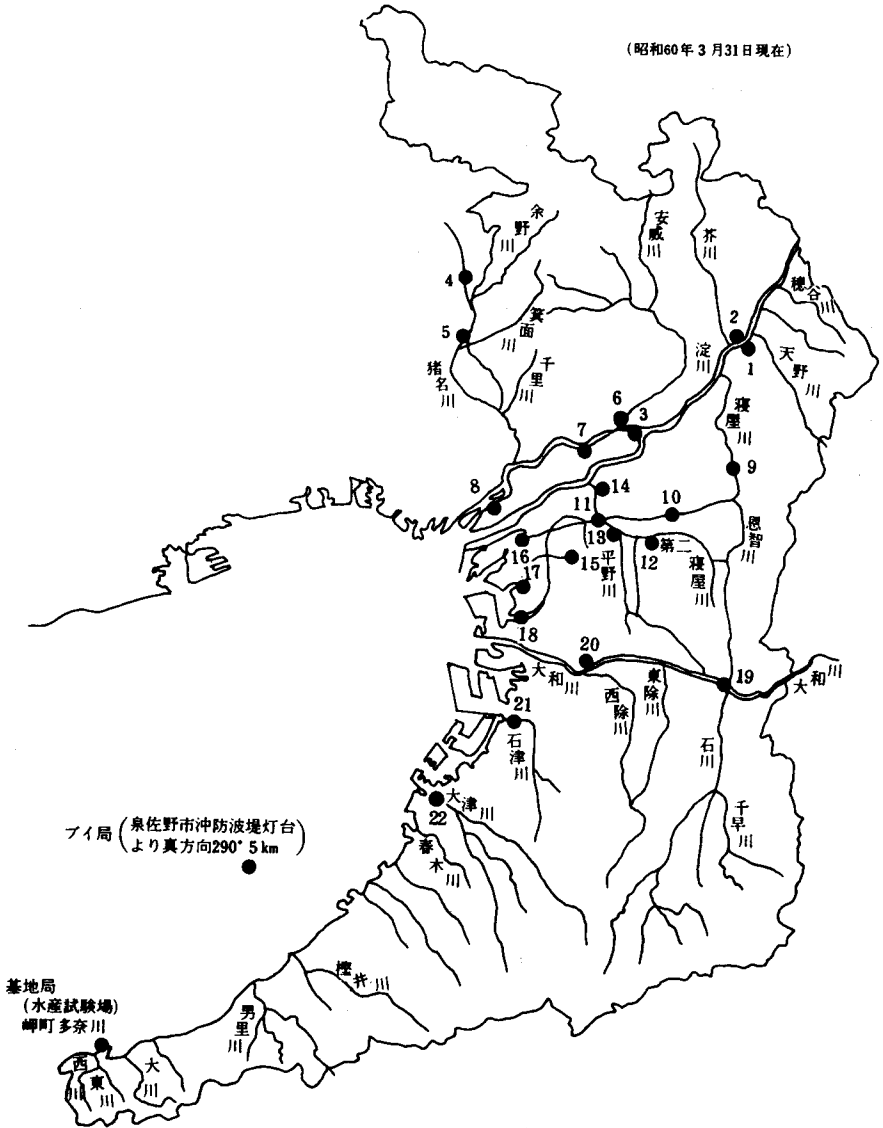 (昭和60年3月31日現在)
余野川
安威川
芥川
穂谷川
4
箕面川
2
5
淀川
1
天野川
猪名川
千里川
6
3
寝屋川
7
9
8
14
10
11
恩智川
13
16
第二寝屋川
12
平野川
15
17
18
20
大和川
19
大和川
東除川
西除川
21
石津川
石川
大津川
22
千早川
春木川
ブイ局(泉佐野市沖防波堤灯台
より真方向290°5km)
樫井川
基地局
(水産試験場)
岬町多奈川
男里川
西川
東川
大川